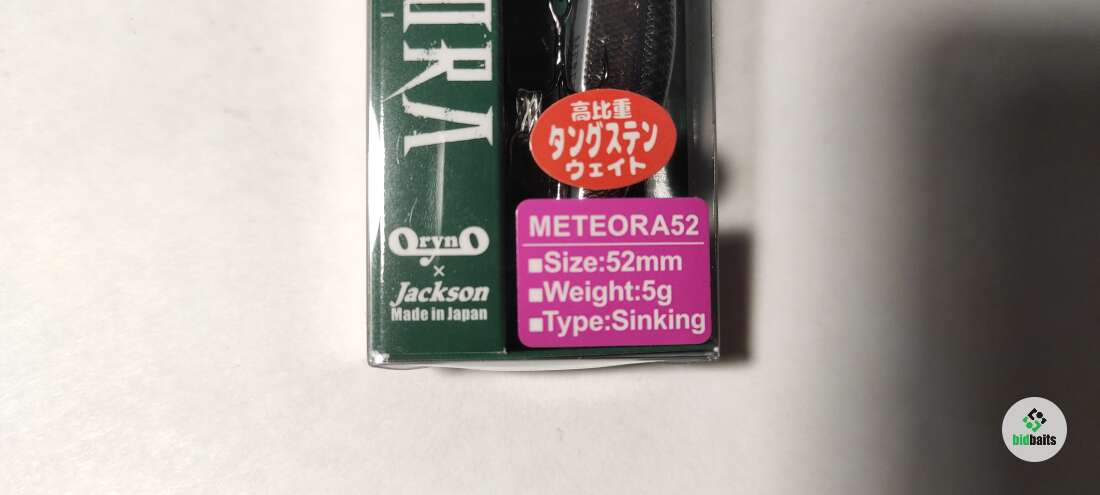 高比重
タングステン
ウェイト
METEORA52
■Size:52mm
■Weight:5g
■Type:Sinking
OrynO
×
Jackson
Made in Japan
bidbaits